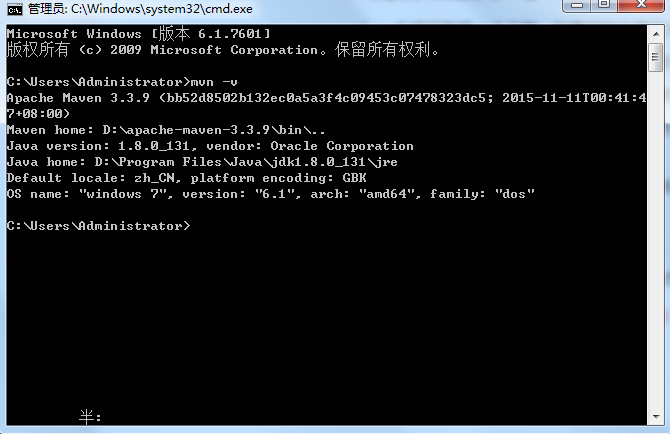 管理员: C:\Windows\system32\cmd.exe
Microsoft Windows [版本 6.1.7601]
版权所有 (c) 2009 Microsoft Corporation。保留所有权利。
C:\Users\Administrator>mvn -v
Apache Maven 3.3.9 (bb52d8502b132ec0a5a3f4c09453c07478323dc5; 2015-11-11T00:41:4
7+08:00)
Maven home: D:\apache-maven-3.3.9\bin\..
Java version: 1.8.0_131, vendor: Oracle Corporation
Java home: D:\Program Files\Java\jdk1.8.0_131\jre
Default locale: zh_CN, platform encoding: GBK
OS name: "windows 7", version: "6.1", arch: "amd64", family: "dos"
C:\Users\Administrator>
半: